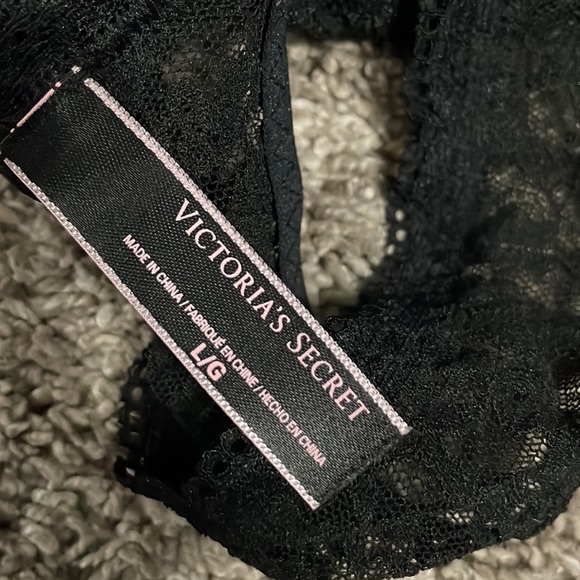 VICTORIA'S SECRET
MADE IN CHINA / FABRIQUÉ EN CHINE / HECHO EN CHINA
L/G